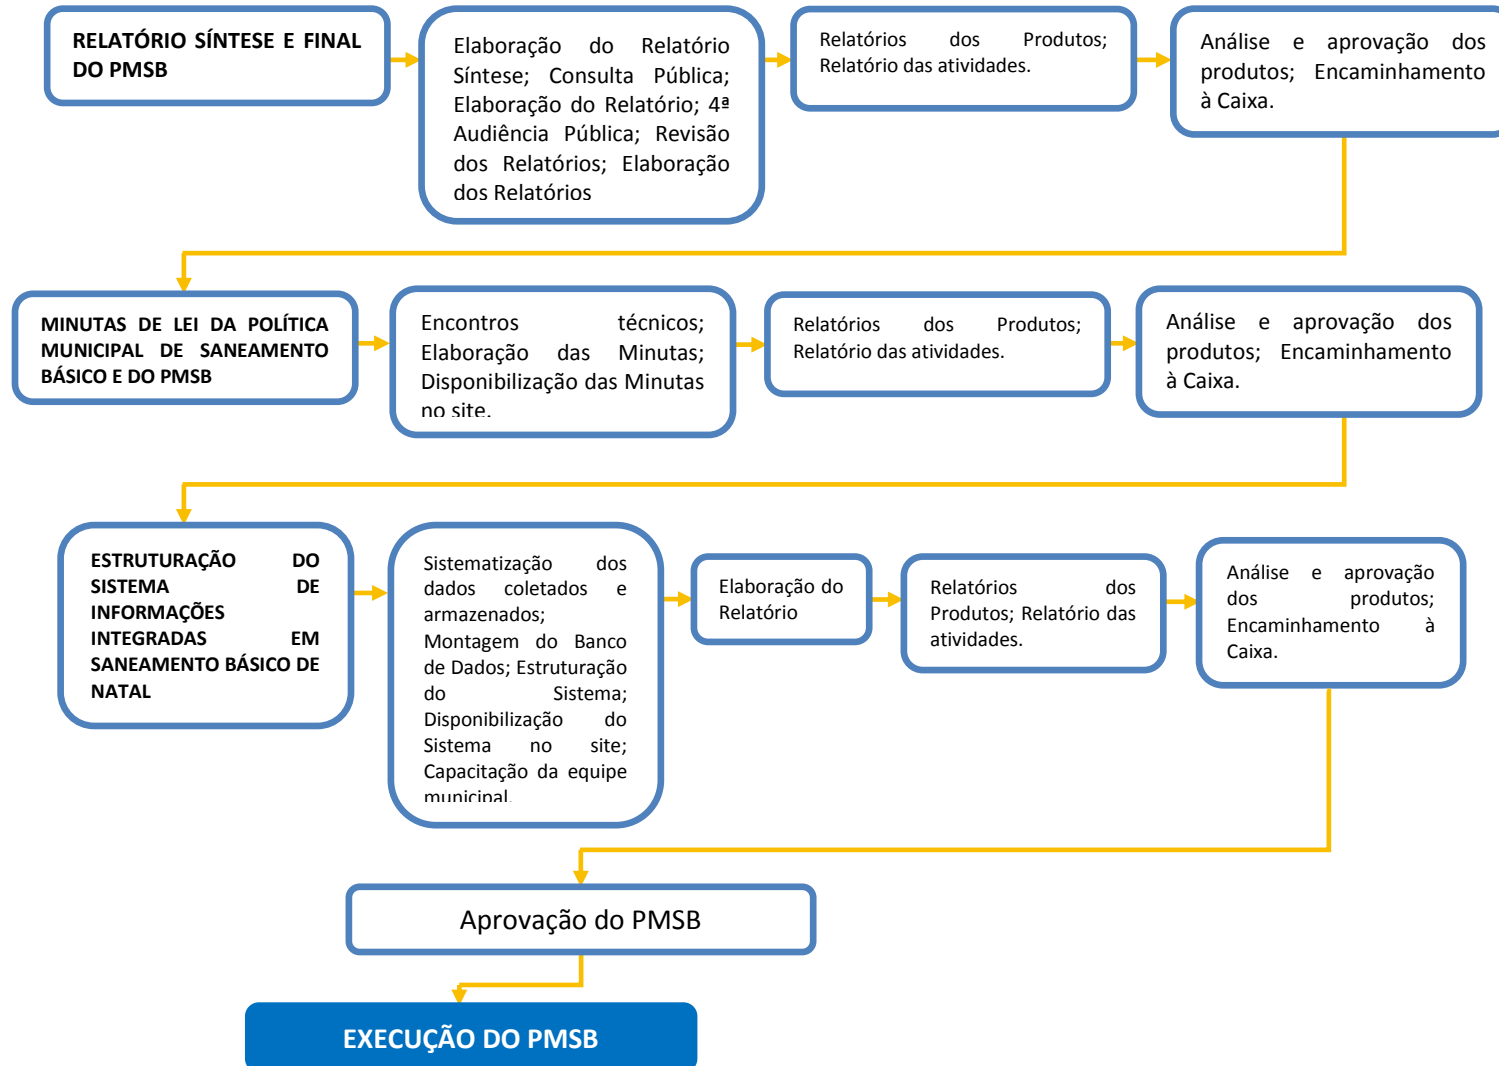 RELATÓRIO SÍNTESE E FINAL
DO PMSB
Elaboração do Relatório
Síntese; Consulta Pública;
Elaboração do Relatório; 4ª
Audiência Pública; Revisão
dos Relatórios; Elaboração
dos Relatórios
Relatórios dos Produtos;
Relatório das atividades.
Análise e aprovação dos
produtos; Encaminhamento
à Caixa.
MINUTAS DE LEI DA POLÍTICA
MUNICIPAL DE SANEAMENTO
BÁSICO E DO PMSB
Encontros técnicos;
Elaboração das Minutas;
Disponibilização das Minutas
no site.
Relatórios dos Produtos;
Relatório das atividades.
Análise e aprovação dos
produtos; Encaminhamento
à Caixa.
ESTRUTURAÇÃO DO
SISTEMA DE
INFORMAÇÕES
INTEGRADAS EM
SANEAMENTO BÁSICO DE
NATAL
Sistematização dos
dados coletados e
armazenados;
Montagem do Banco
de Dados; Estruturação
do Sistema;
Disponibilização do
Sistema no site;
Capacitação da equipe
municipal.
Elaboração do
Relatório
Relatórios dos
Produtos; Relatório das
atividades.
Análise e aprovação
dos produtos;
Encaminhamento à
Caixa.
Aprovação do PMSB
EXECUÇÃO DO PMSB